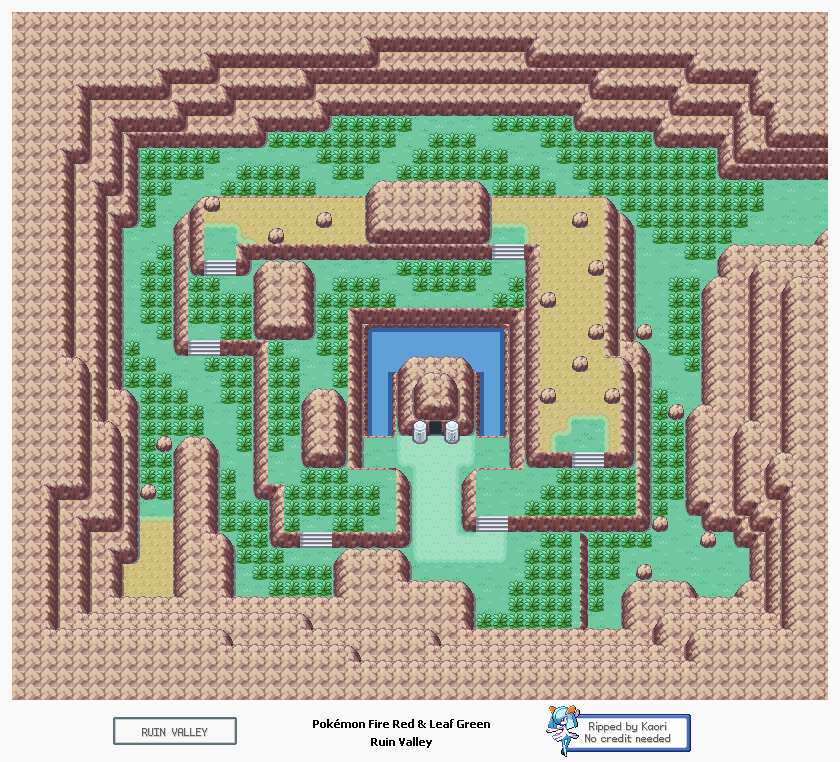 RUIN VALLEY
Pokémon Fire Red & Leaf Green
Ruin Valley
Ripped by Kaori
No credit needed